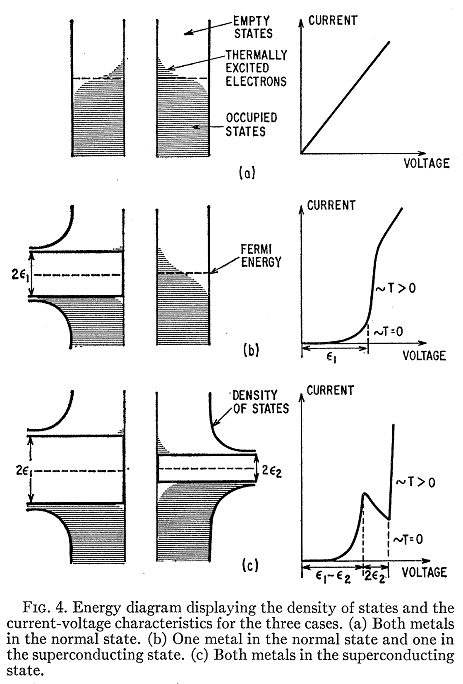 EMPTY
STATES
THERMALLY
EXCITED
ELECTRONS
OCCUPIED
STATES
CURRENT
VOLTAGE
(a)
2ϵ₁
FERMI
ENERGY
CURRENT
~T>0
~T=0
ϵ₁
VOLTAGE
(b)
2ϵ₁
DENSITY
OF STATES
2ϵ₂
CURRENT
~T>0
~T=0
ϵ₁-ϵ₂
2ϵ₂
VOLTAGE
(c)
FIG. 4. Energy diagram displaying the density of states and the
current-voltage characteristics for the three cases. (a) Both metals
in the normal state. (b) One metal in the normal state and one in
the superconducting state. (c) Both metals in the superconducting
state.